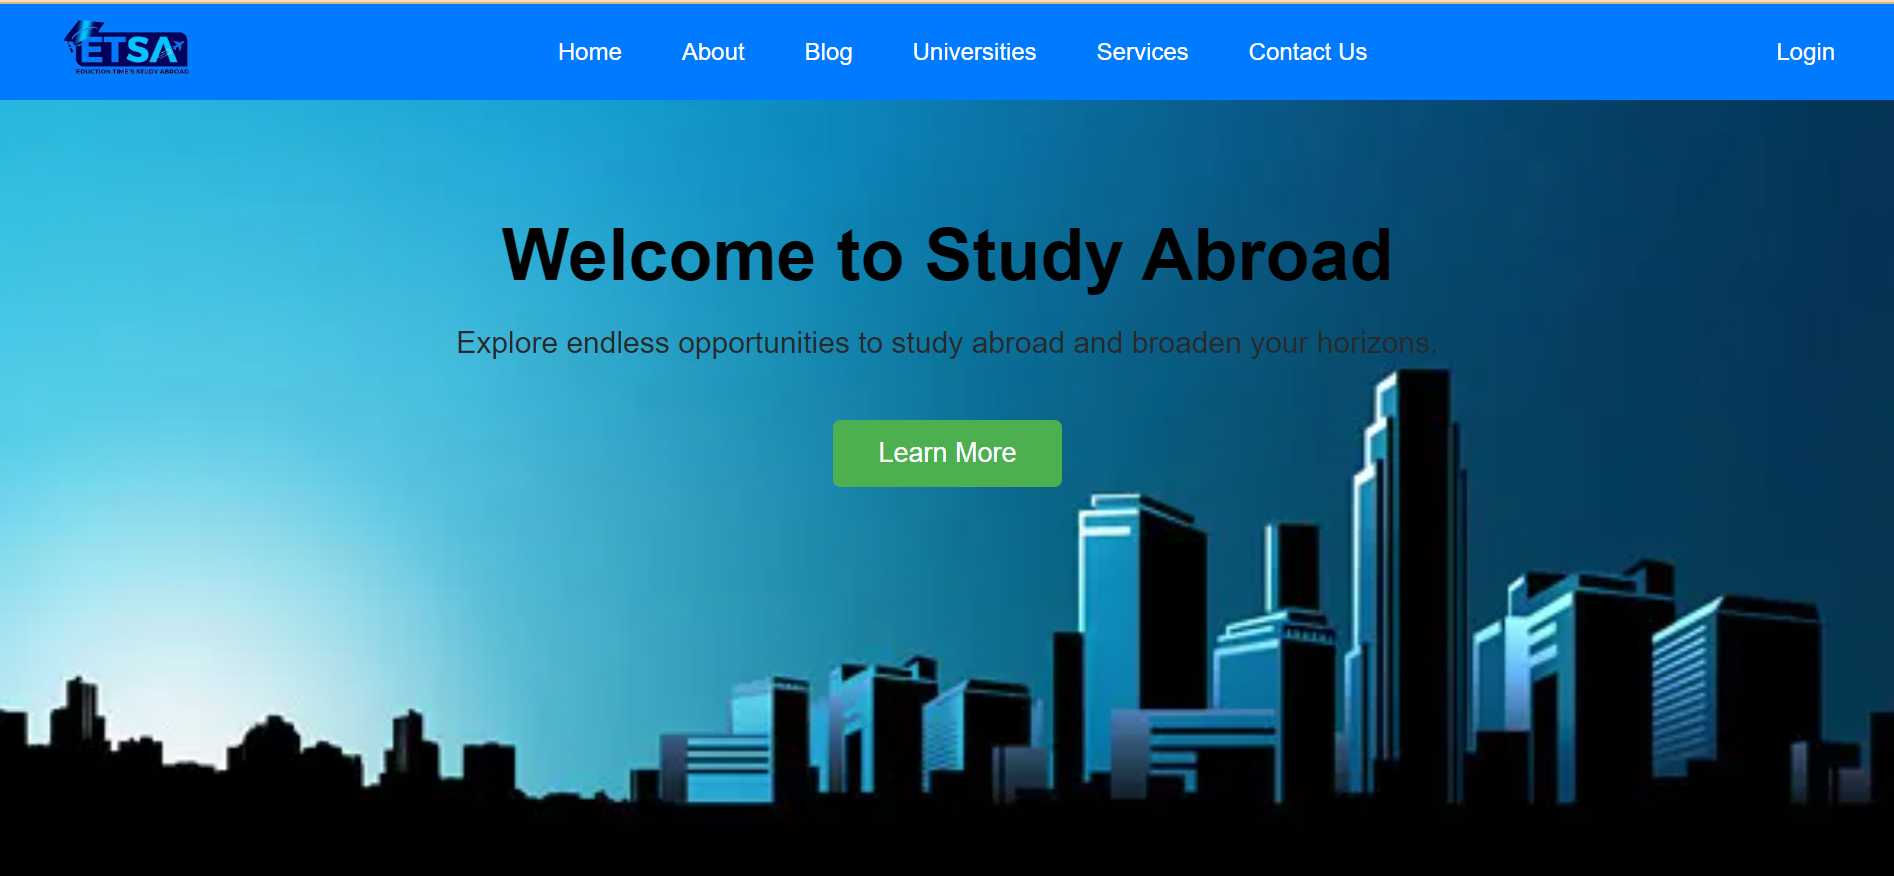 ETSA
EDUCTION TIME'S STUDY ABROAD
Home About Blog Universities Services Contact Us Login
Welcome to Study Abroad
Explore endless opportunities to study abroad and broaden your horizons.
Learn More